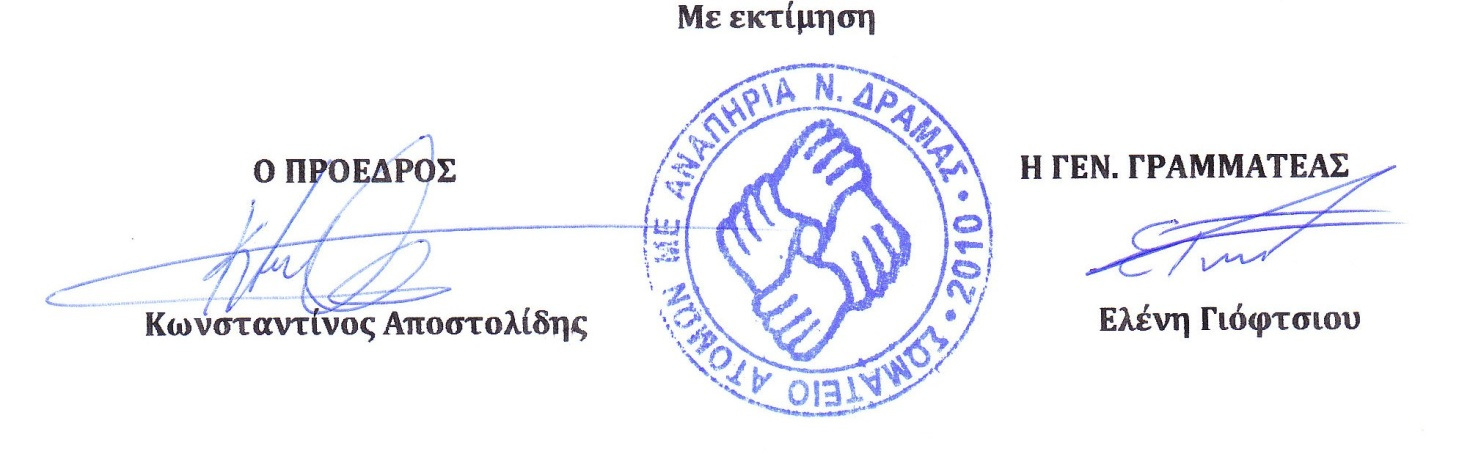 Με εκτίμηση
Ο ΠΡΟΕΔΡΟΣ
Η ΓΕΝ. ΓΡΑΜΜΑΤΕΑΣ
ΣΩΜΑΤΕΙΟ ΑΤΟΜΩΝ ΜΕ ΑΝΑΠΗΡΙΑ Ν. ΔΡΑΜΑΣ • 2010 •
Κωνσταντίνος Αποστολίδης
Ελένη Γιόφτσιου